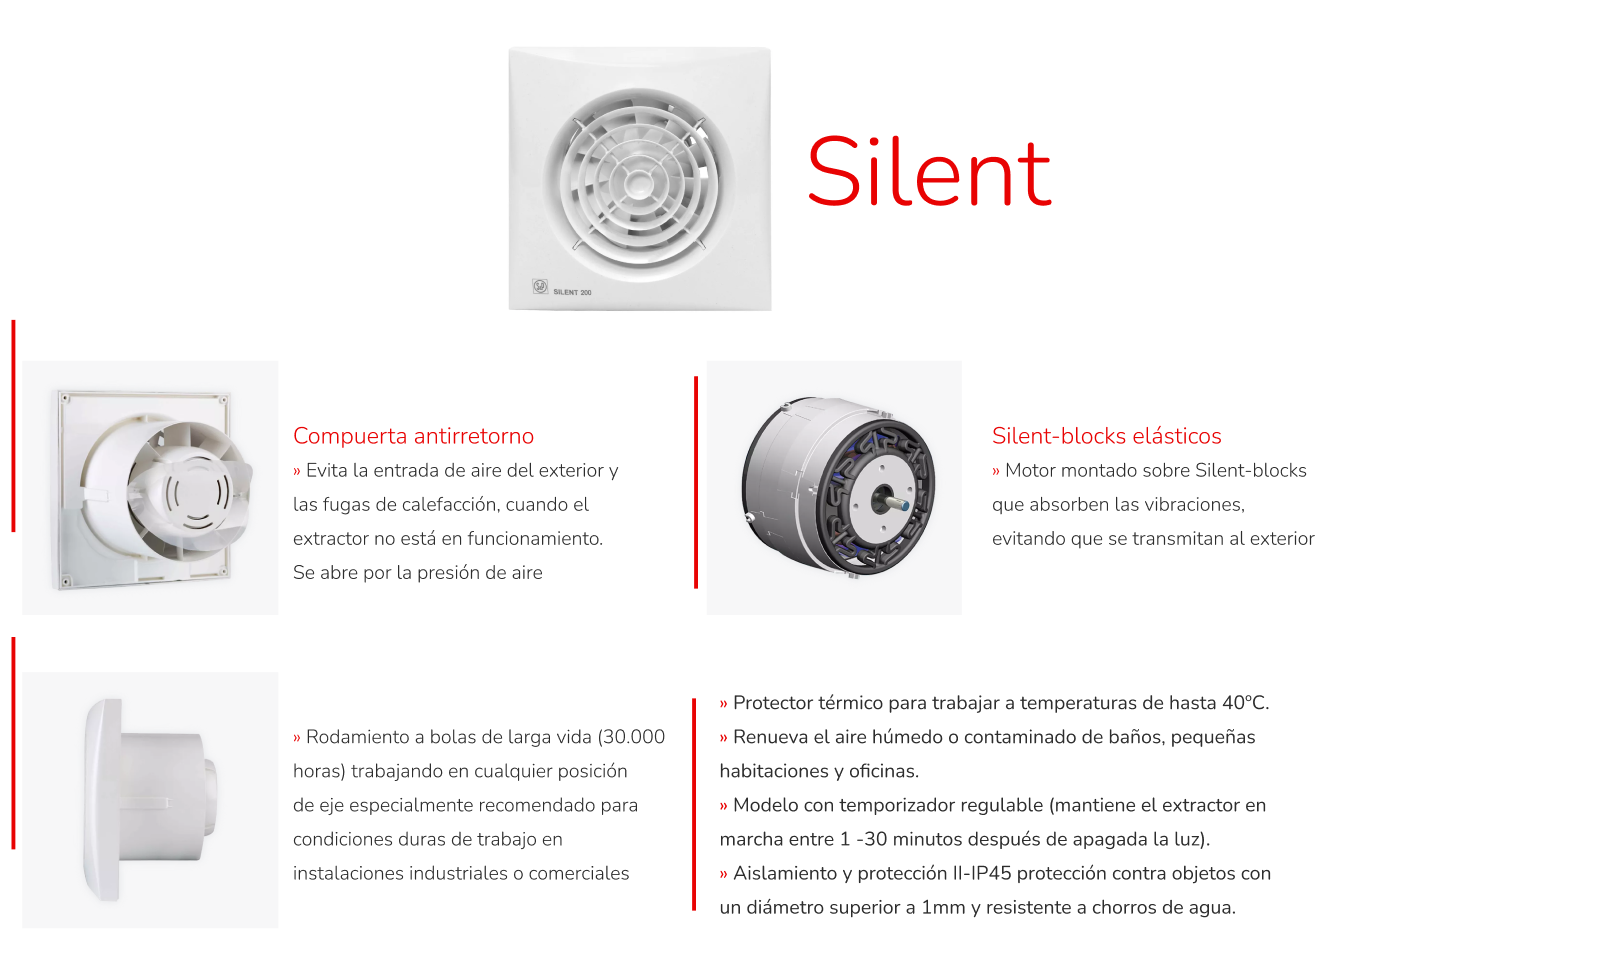 Silent
S&P
SILENT 200
Compuerta antirretorno
» Evita la entrada de aire del exterior y
las fugas de calefacción, cuando el
extractor no está en funcionamiento.
Se abre por la presión de aire
Silent-blocks elásticos
» Motor montado sobre Silent-blocks
que absorben las vibraciones,
evitando que se transmitan al exterior
» Rodamiento a bolas de larga vida (30.000
horas) trabajando en cualquier posición
de eje especialmente recomendado para
condiciones duras de trabajo en
instalaciones industriales o comerciales
» Protector térmico para trabajar a temperaturas de hasta 40ºC.
» Renueva el aire húmedo o contaminado de baños, pequeñas
habitaciones y oficinas.
» Modelo con temporizador regulable (mantiene el extractor en
marcha entre 1 -30 minutos después de apagada la luz).
» Aislamiento y protección II-IP45 protección contra objetos con
un diámetro superior a 1mm y resistente a chorros de agua.